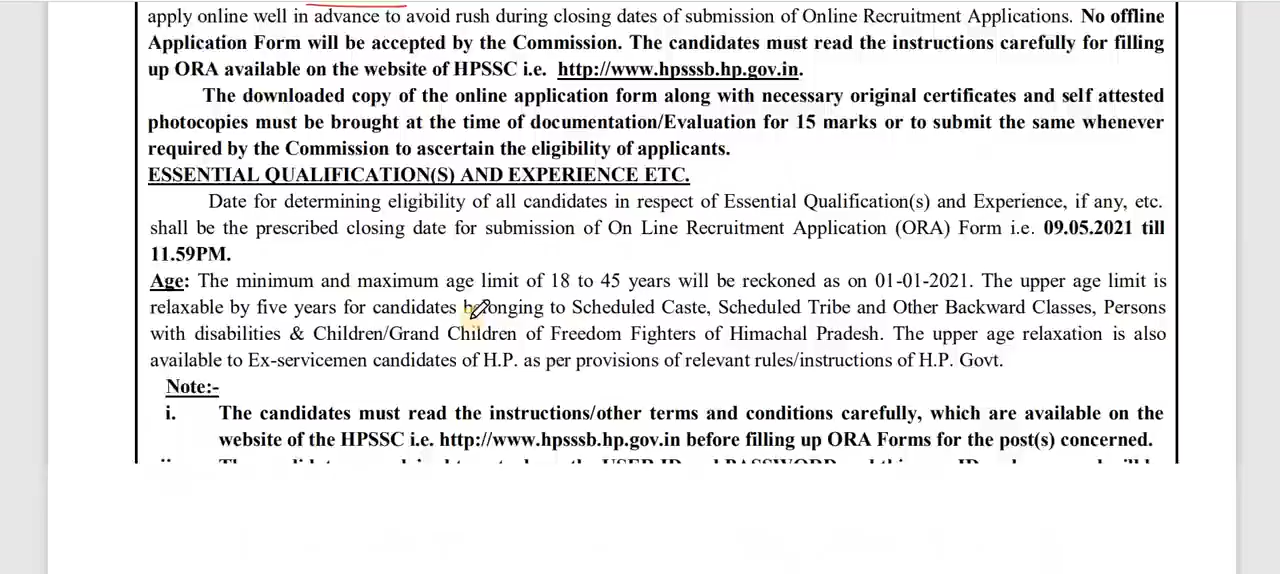 apply online well in advance to avoid rush during closing dates of submission of Online Recruitment Applications. No offline
Application Form will be accepted by the Commission. The candidates must read the instructions carefully for filling
up ORA available on the website of HPSSC i.e. http://www.hpsssb.hp.gov.in.
The downloaded copy of the online application form along with necessary original certificates and self attested
photocopies must be brought at the time of documentation/Evaluation for 15 marks or to submit the same whenever
required by the Commission to ascertain the eligibility of applicants.
ESSENTIAL QUALIFICATION(S) AND EXPERIENCE ETC.
Date for determining eligibility of all candidates in respect of Essential Qualification(s) and Experience, if any, etc.
shall be the prescribed closing date for submission of On Line Recruitment Application (ORA) Form i.e. 09.05.2021 till
11.59PM.
Age: The minimum and maximum age limit of 18 to 45 years will be reckoned as on 01-01-2021. The upper age limit is
relaxable by five years for candidates belonging to Scheduled Caste, Scheduled Tribe and Other Backward Classes, Persons
with disabilities & Children/Grand Children of Freedom Fighters of Himachal Pradesh. The upper age relaxation is also
available to Ex-servicemen candidates of H.P. as per provisions of relevant rules/instructions of H.P. Govt.
Note:-
i. The candidates must read the instructions/other terms and conditions carefully, which are available on the
website of the HPSSC i.e. http://www.hpsssb.hp.gov.in before filling up ORA Forms for the post(s) concerned.